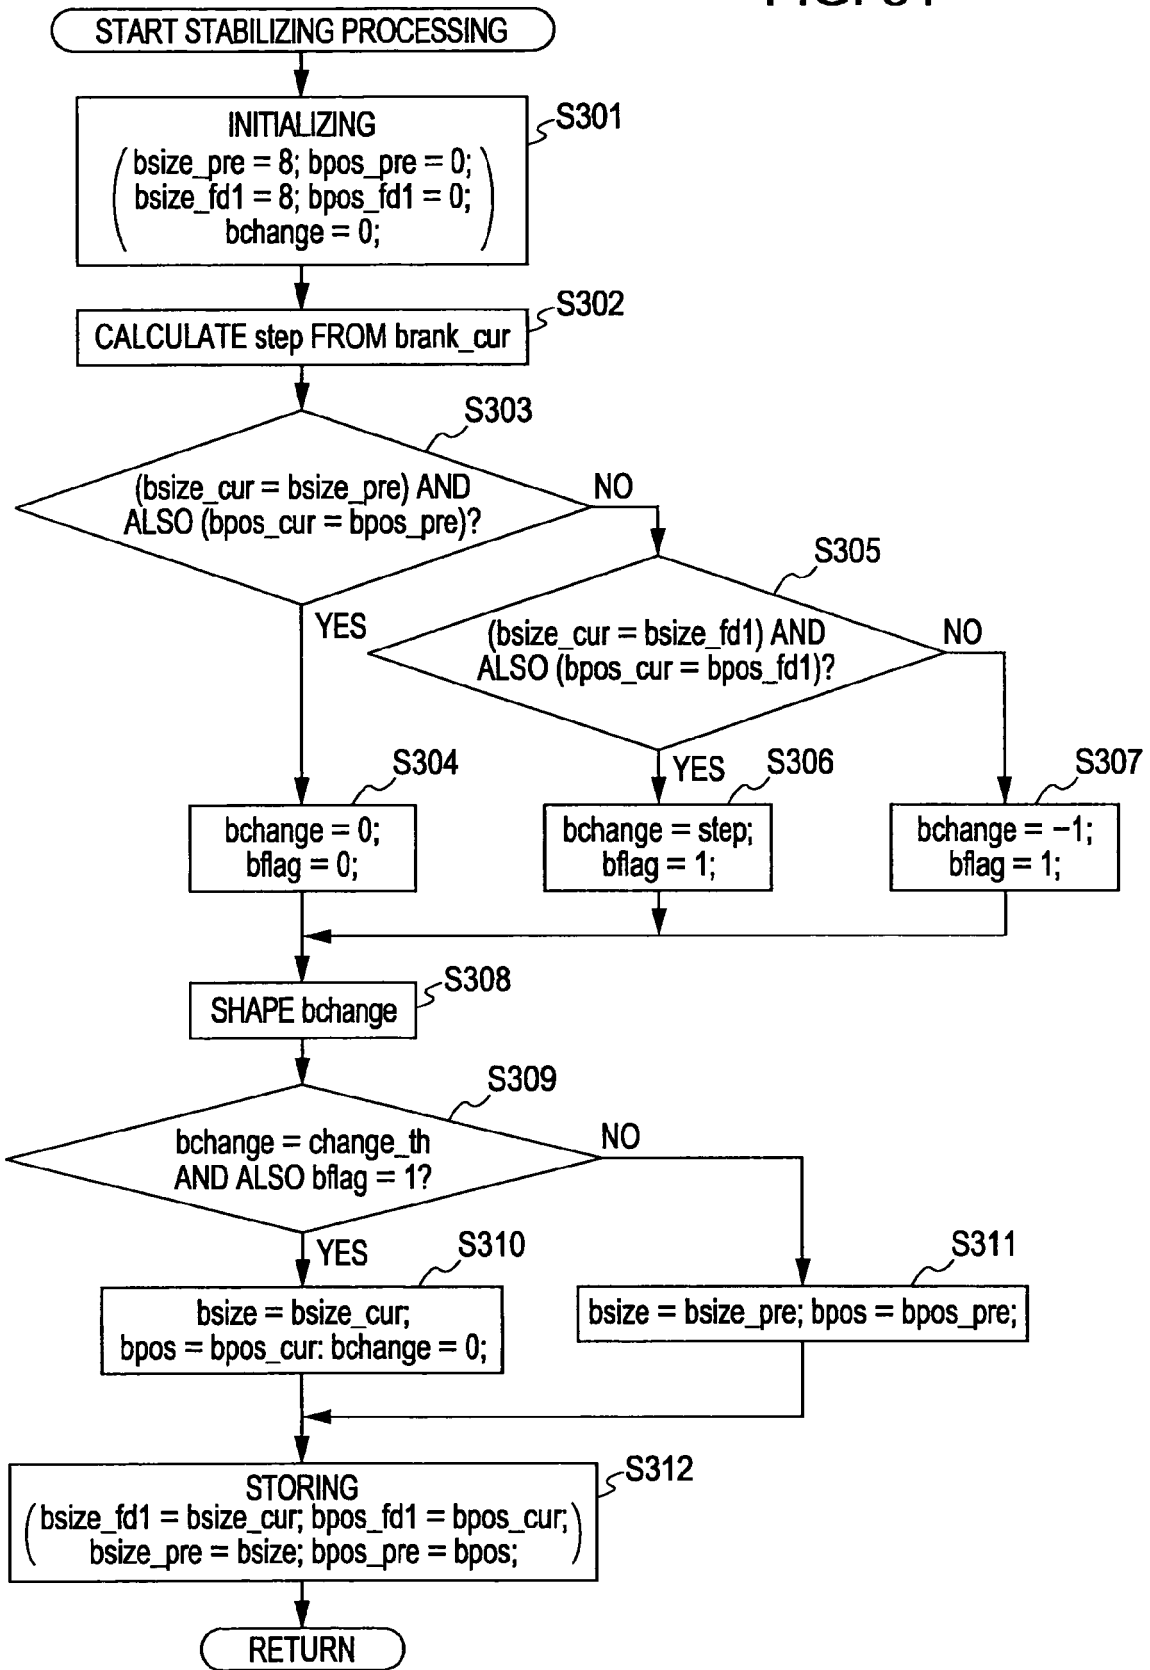 START STABILIZING PROCESSING
INITIALIZING
bsize_pre = 8; bpos_pre = 0;
bsize_fd1 = 8; bpos_fd1 = 0;
bchange = 0;
S301
CALCULATE step FROM brank_cur
S302
S303
(bsize_cur = bsize_pre) AND
ALSO (bpos_cur = bpos_pre)?
NO
YES
S305
(bsize_cur = bsize_fd1) AND
ALSO (bpos_cur = bpos_fd1)?
NO
YES
S304
bchange = 0;
bflag = 0;
S306
bchange = step;
bflag = 1;
S307
bchange = −1;
bflag = 1;
S308
SHAPE bchange
S309
bchange = change_th
AND ALSO bflag = 1?
NO
YES
S310
bsize = bsize_cur;
bpos = bpos_cur: bchange = 0;
S311
bsize = bsize_pre; bpos = bpos_pre;
S312
STORING
bsize_fd1 = bsize_cur; bpos_fd1 = bpos_cur;
bsize_pre = bsize; bpos_pre = bpos;
RETURN